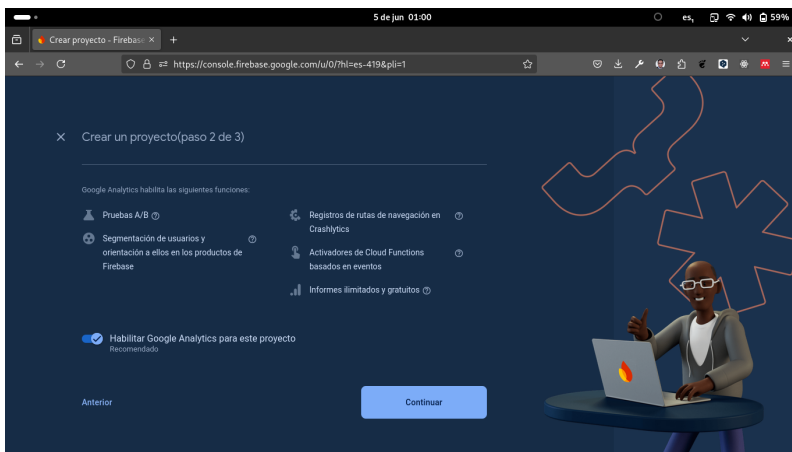 5 de jun 01:00
es,
59%
Crear proyecto - Firebase
https://console.firebase.google.com/u/0/?hl=es-419&pli=1
Crear un proyecto(paso 2 de 3)
Google Analytics habilita las siguientes funciones:
Pruebas A/B
Segmentación de usuarios y
orientación a ellos en los productos de
Firebase
Registros de rutas de navegación en
Crashlytics
Activadores de Cloud Functions
basados en eventos
Informes ilimitados y gratuitos
Habilitar Google Analytics para este proyecto
Recomendado
Anterior
Continuar